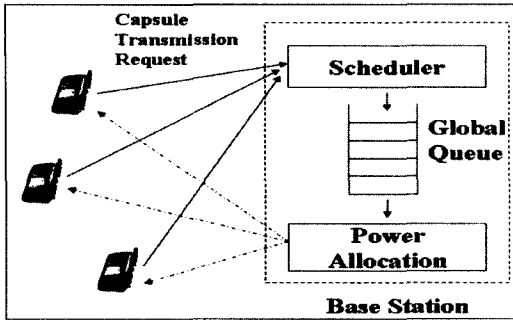 Capsule
Transmission
Request
Scheduler
Global
Queue
Power
Allocation
Base Station